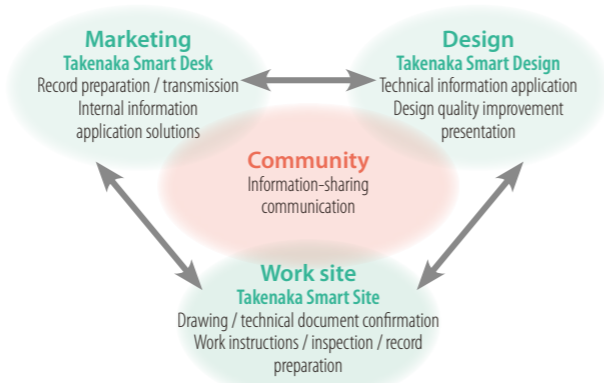 Marketing
Takenaka Smart Desk
Record preparation / transmission
Internal information
application solutions
Design
Takenaka Smart Design
Technical information application
Design quality improvement
presentation
Community
Information-sharing
communication
Work site
Takenaka Smart Site
Drawing / technical document confirmation
Work instructions / inspection / record
preparation